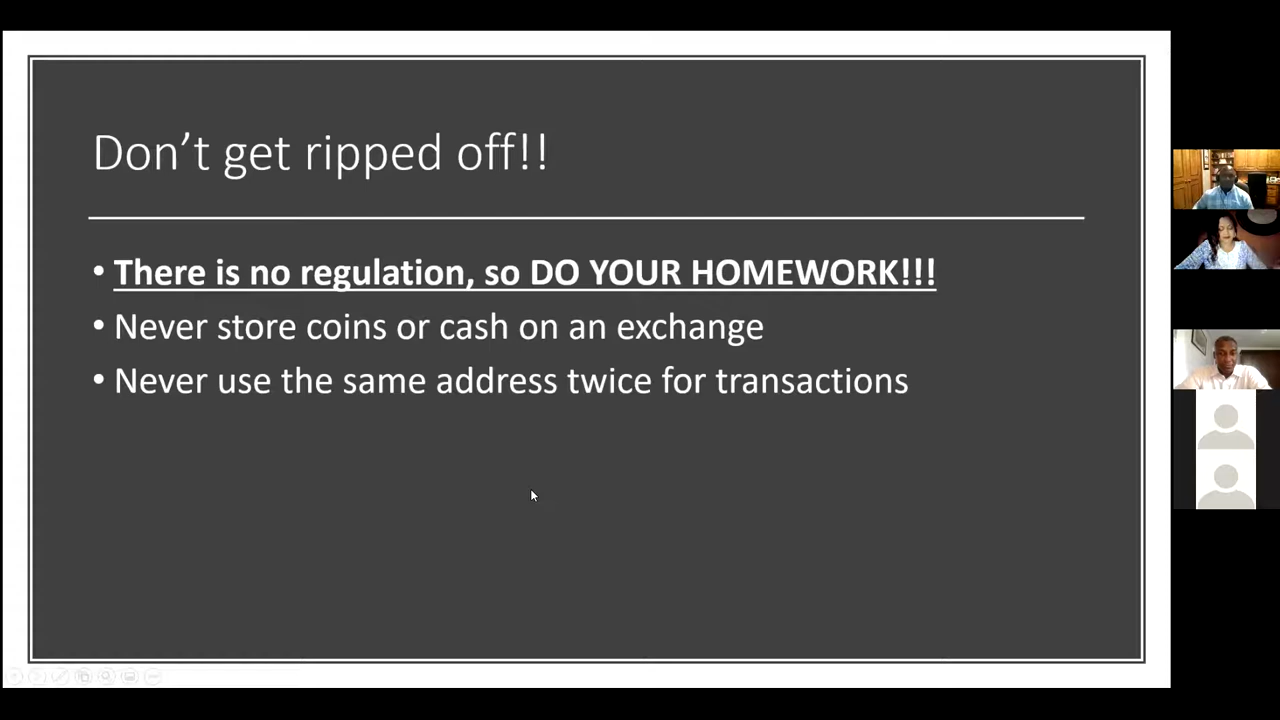 Don’t get ripped off!!
• There is no regulation, so DO YOUR HOMEWORK!!!
• Never store coins or cash on an exchange
• Never use the same address twice for transactions